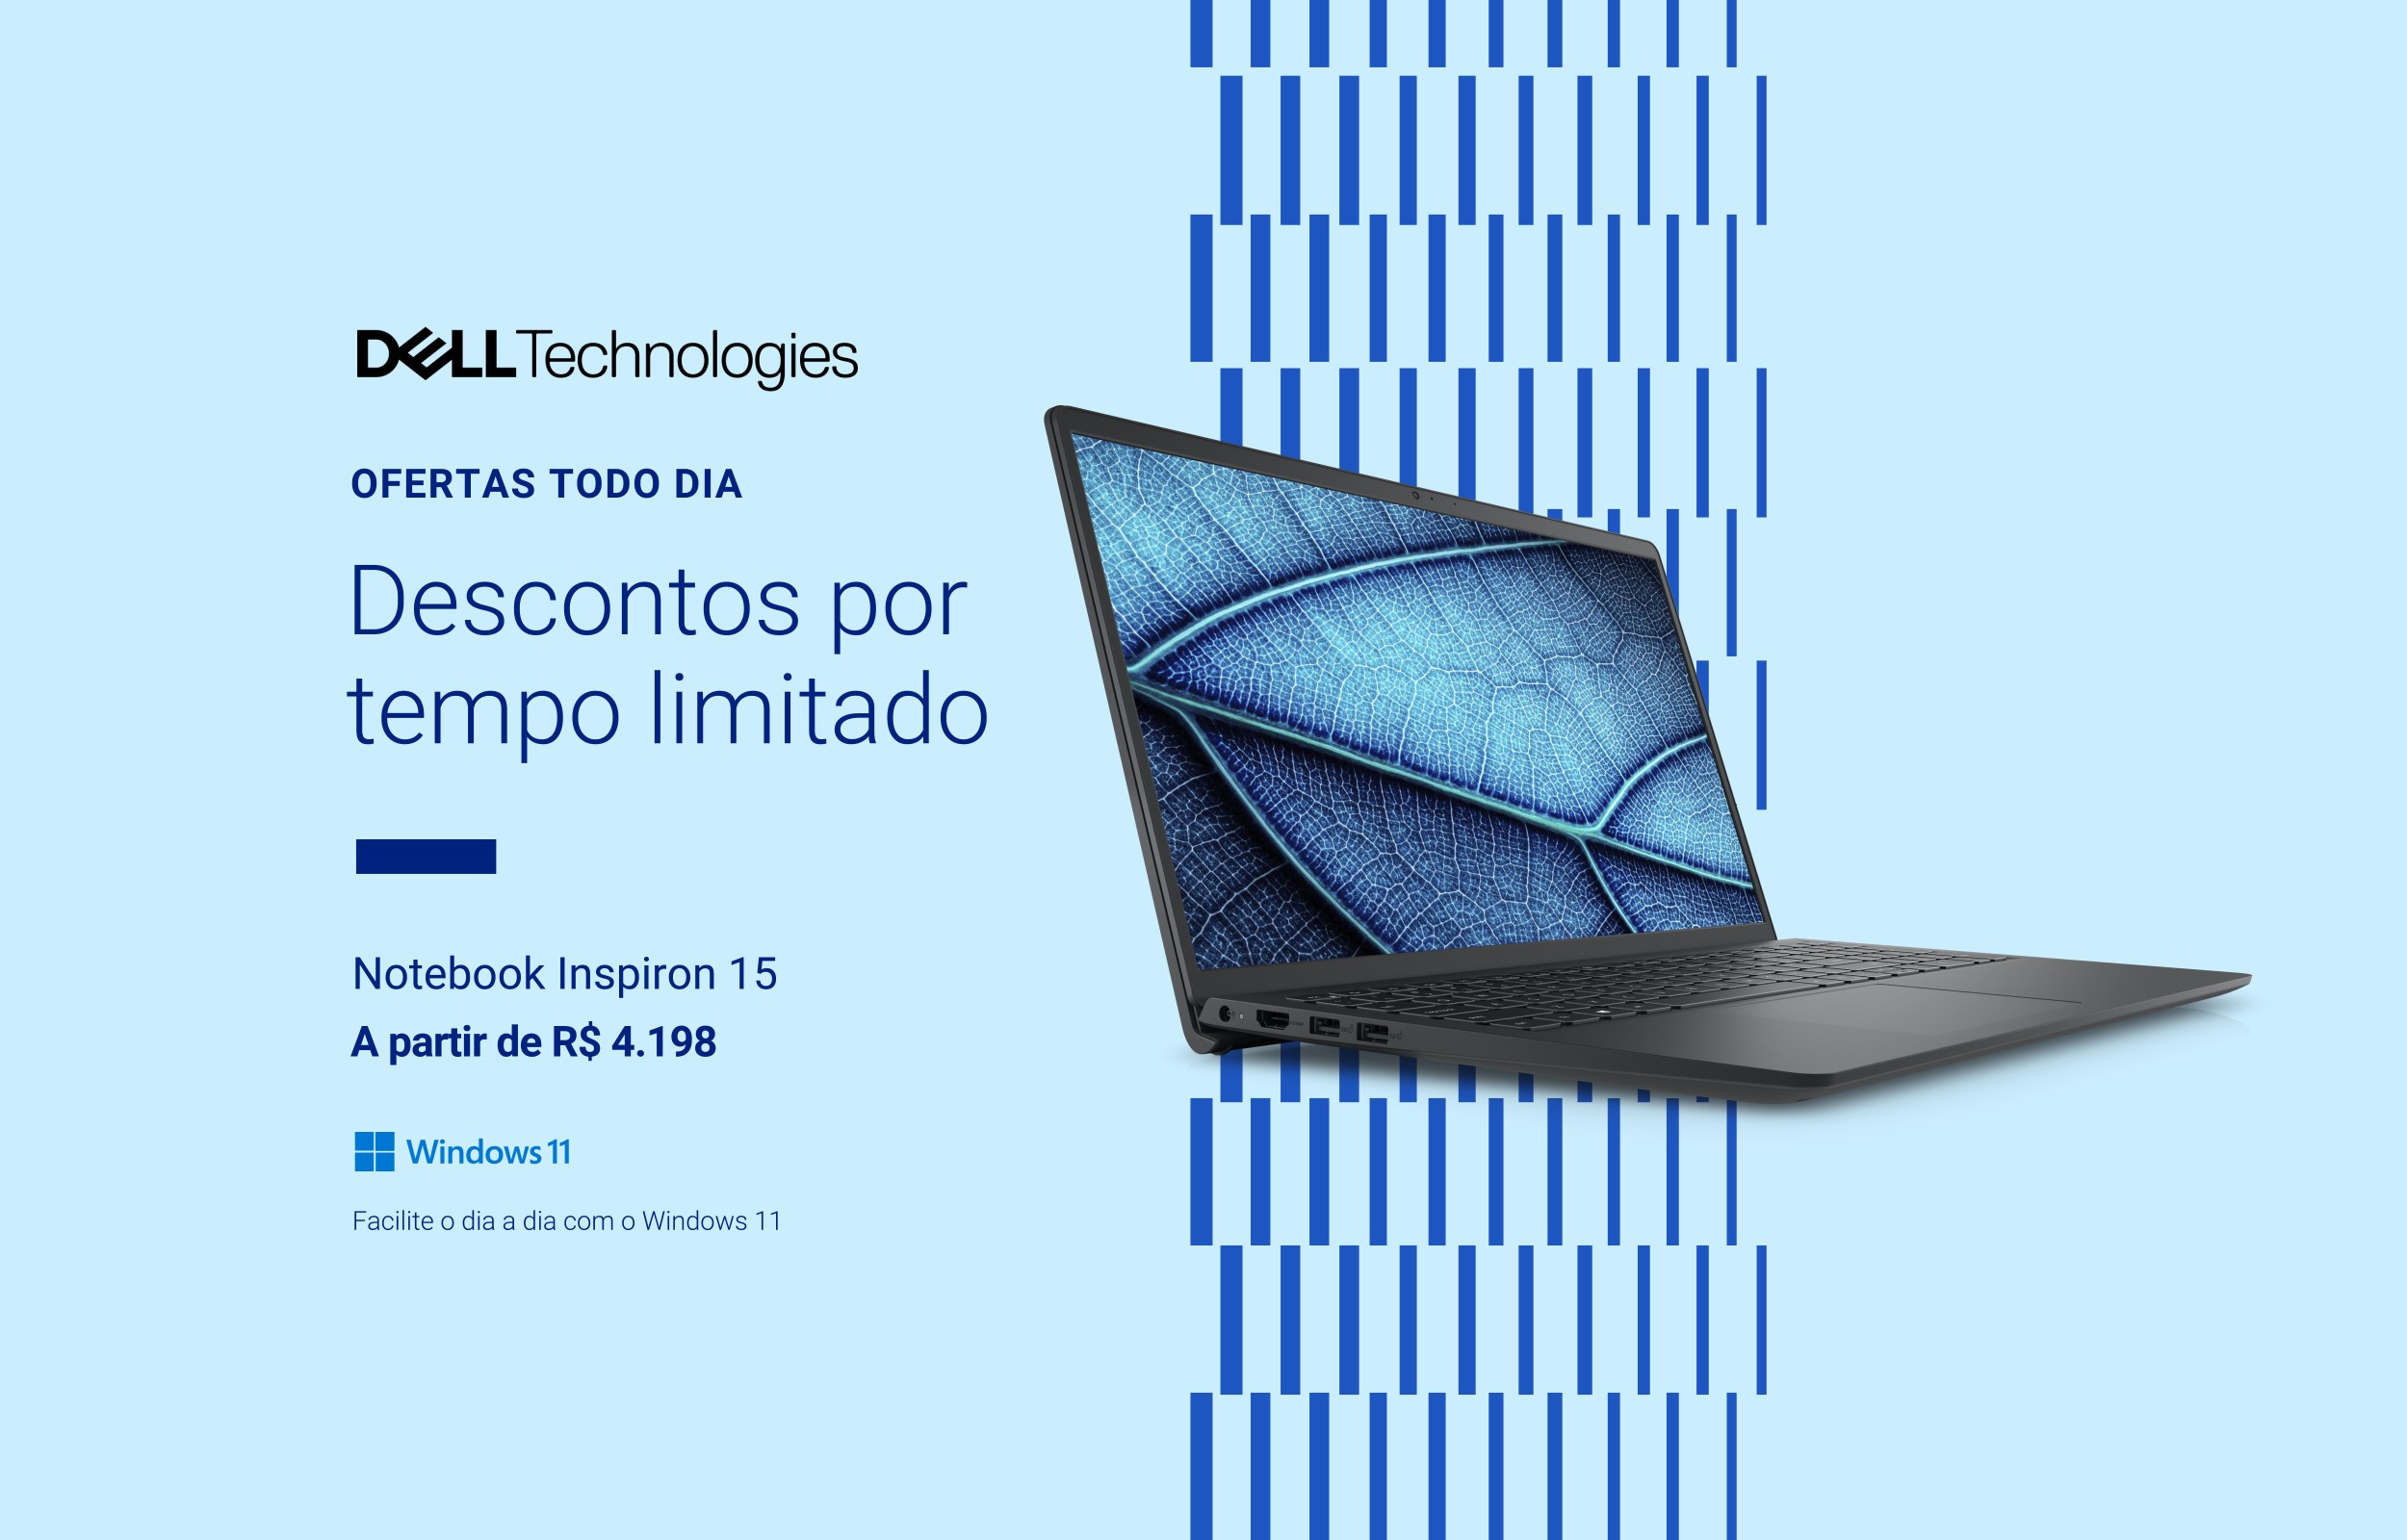 DELL Technologies
OFERTAS TODO DIA
Descontos por
tempo limitado
Notebook Inspiron 15
A partir de R$ 4.198
Windows 11
Facilite o dia a dia com o Windows 11